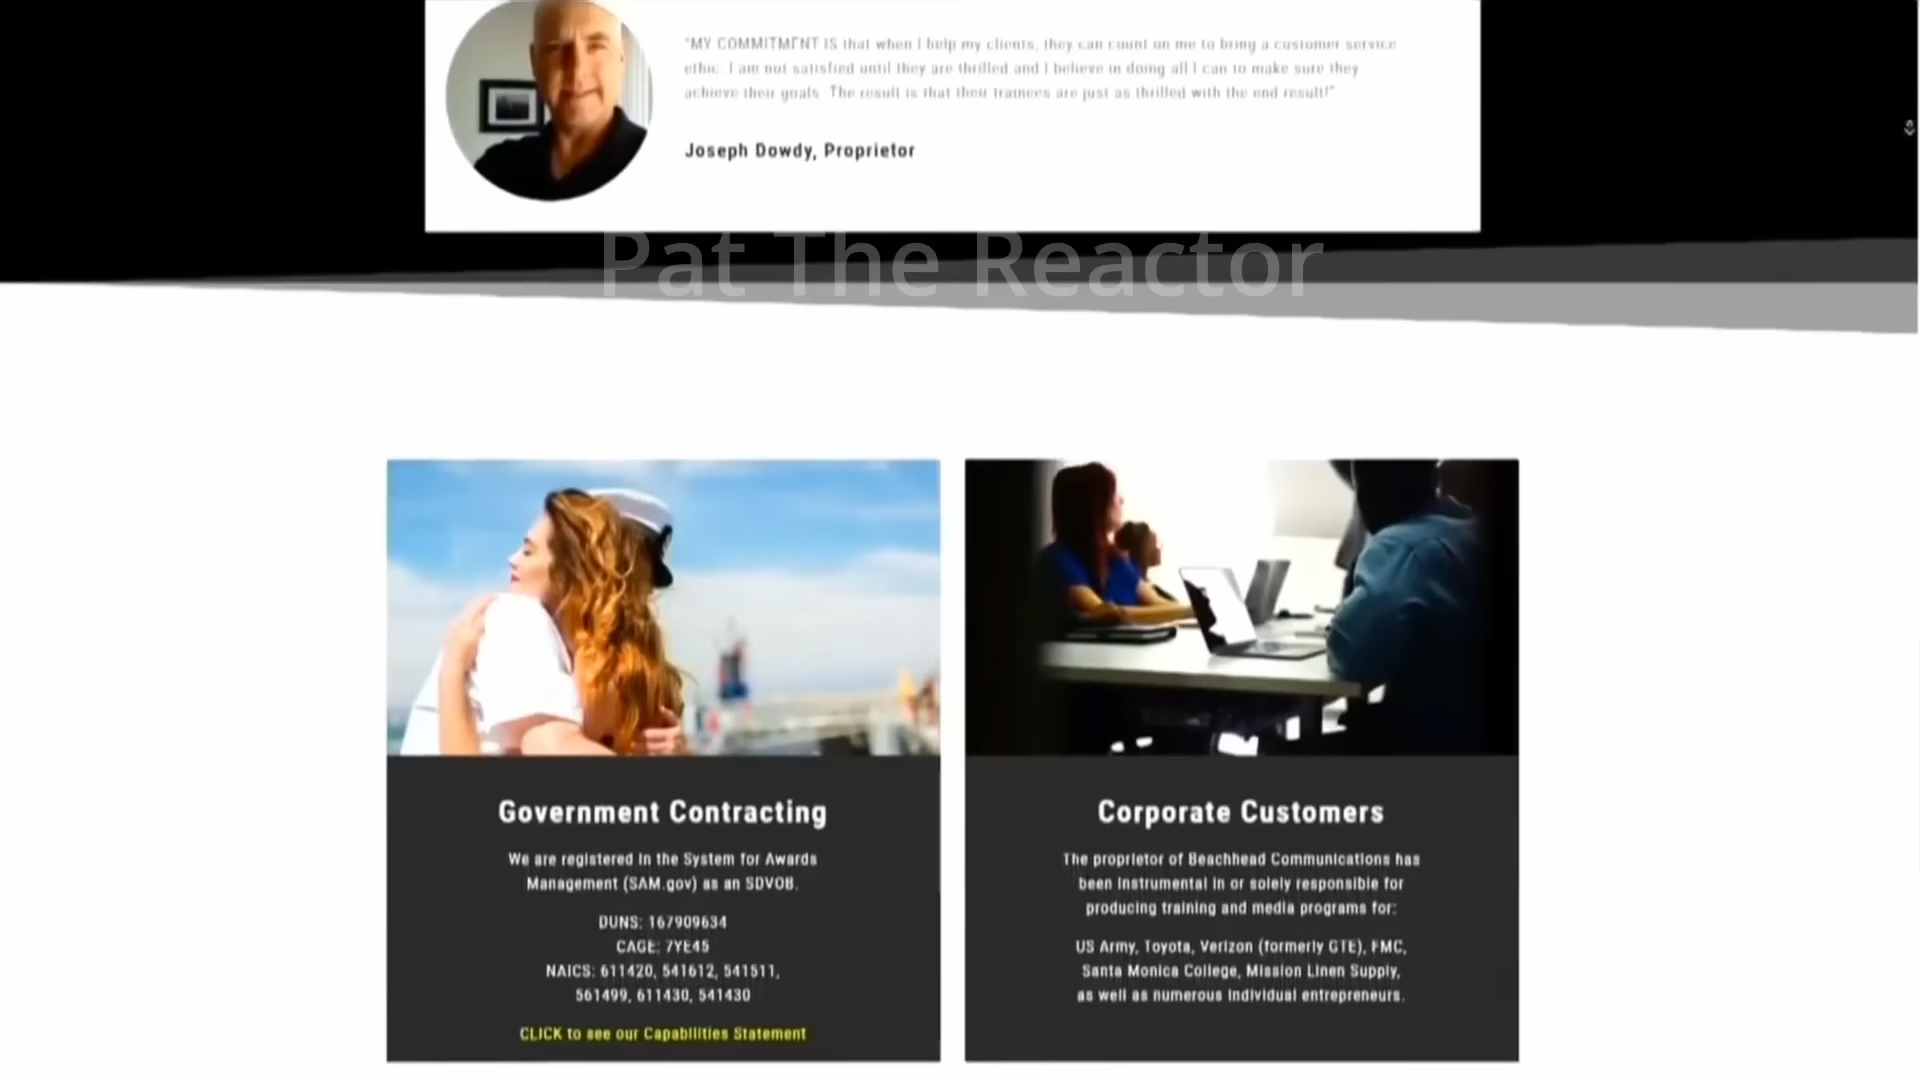 "MY COMMITMENT IS that when I help my clients, they can count on me to bring a customer service
ethic. I am not satisfied until they are thrilled and I believe in doing all I can to make sure they
achieve their goals. The result is that their trainees are just as thrilled with the end result!"
Joseph Dowdy, Proprietor
Pat The Reactor
Government Contracting
We are registered in the System for Awards
Management (SAM.gov) as an SDVOB.
DUNS: 167909634
CAGE: 7YE45
NAICS: 611420, 541612, 541511,
561499, 611430, 541430
CLICK to see our Capabilities Statement
Corporate Customers
The proprietor of Beachhead Communications has
been instrumental in or solely responsible for
producing training and media programs for:
US Army, Toyota, Verizon (formerly GTE), FMC,
Santa Monica College, Mission Linen Supply,
as well as numerous individual entrepreneurs.